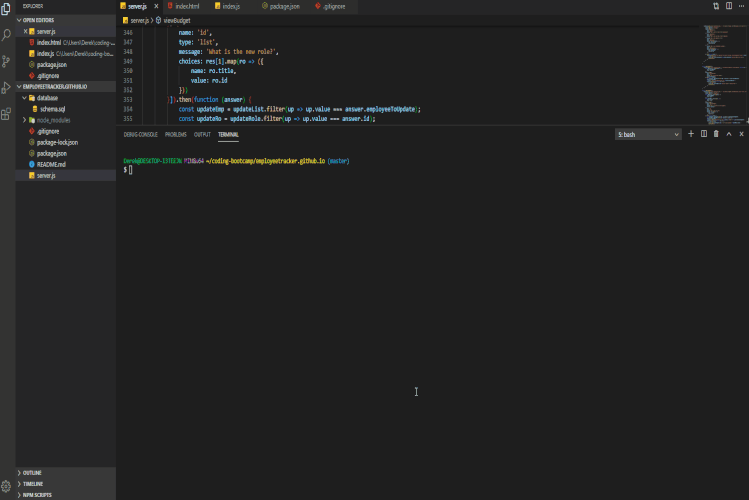 EXPLORER
OPEN EDITORS
X server.js
index.html C:\Users\Derek\coding-...
index.js C:\Users\Derek\coding-bo...
package.json
.gitignore
EMPLOYEETRACKER.GITHUB.IO
database
schema.sql
node_modules
.gitignore
package-lock.json
package.json
README.md
server.js
OUTLINE
TIMELINE
NPM SCRIPTS
server.js × index.html index.js package.json .gitignore
server.js > viewBudget
346 name: 'id',
347 type: 'list',
348 message: 'What is the new role?',
349 choices: res[1].map(ro => ({
350 name: ro.title,
351 value: ro.id
352 }))
353 }]).then(function (answer) {
354 const updateEmp = updateList.filter(up => up.value === answer.employeeToUpdate);
355 const updateRo = updateRole.filter(up => up.value === answer.id);
DEBUG CONSOLE PROBLEMS OUTPUT TERMINAL
5: bash
MINGW64 ~/coding-bootcamp/employeetracker.github.io (master)
$